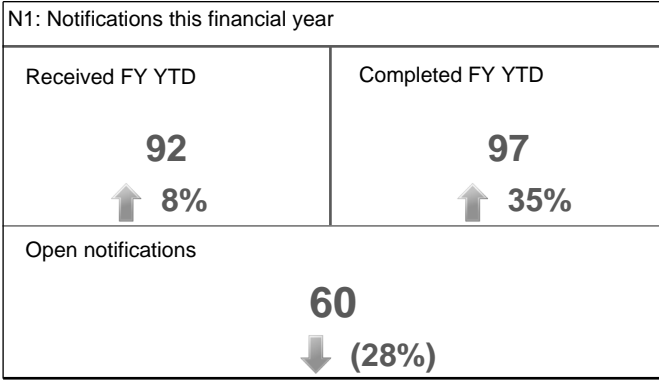 N1: Notifications this financial year
Received FY YTD
92
8%
Completed FY YTD
97
35%
Open notifications
60
(28%)